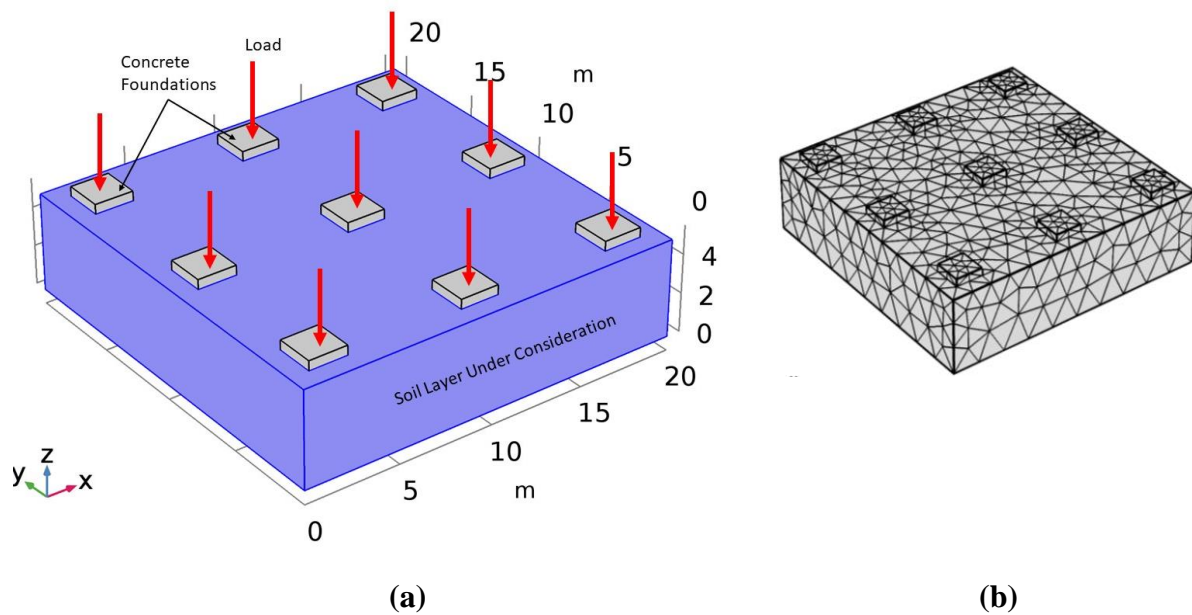 Load
Concrete
Foundations
20
15
m
10
5
0
4
2
0
Soil Layer Under Consideration
20
15
10
m
5
0
z
y
x
(a)
(b)